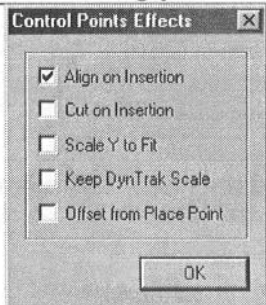 Control Points Effects
Align on Insertion
Cut on Insertion
Scale Y to Fit
Keep DynTrak Scale
Offset from Place Point
OK